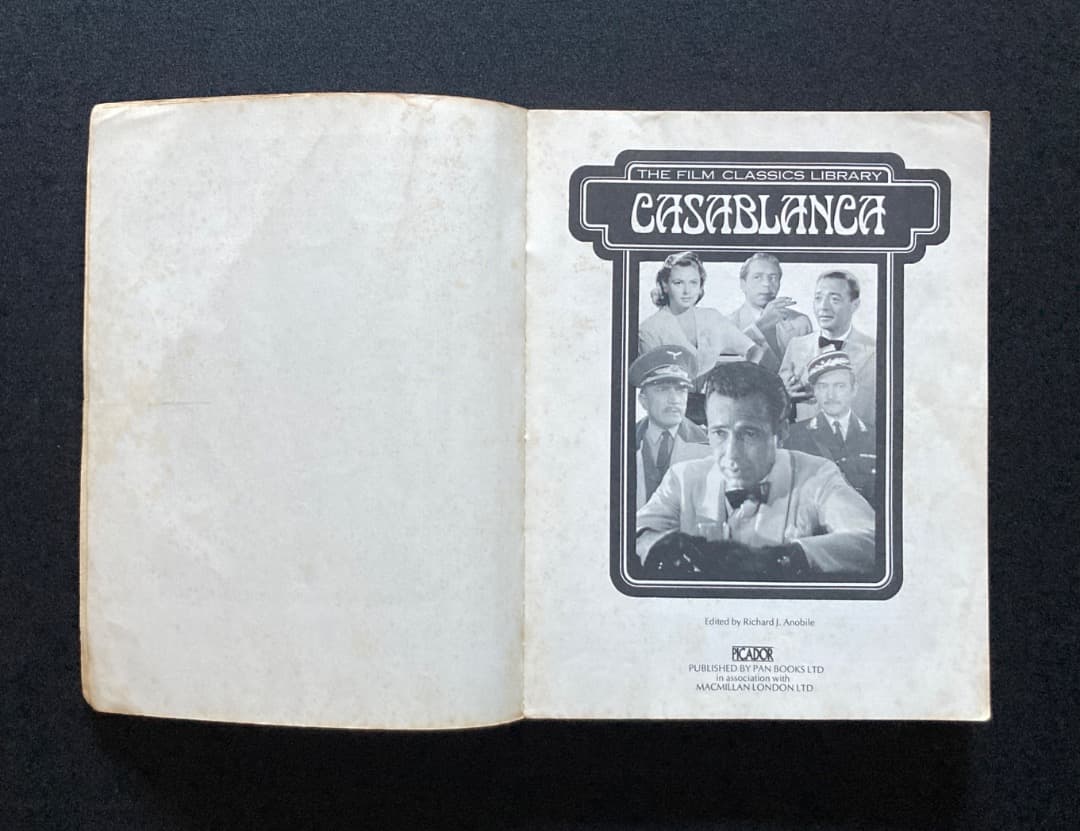 THE FILM CLASSICS LIBRARY
CASABLANCA
Edited by Richard J. Anobile
PICADOR
PUBLISHED BY PAN BOOKS LTD
in association with
MACMILLAN LONDON LTD